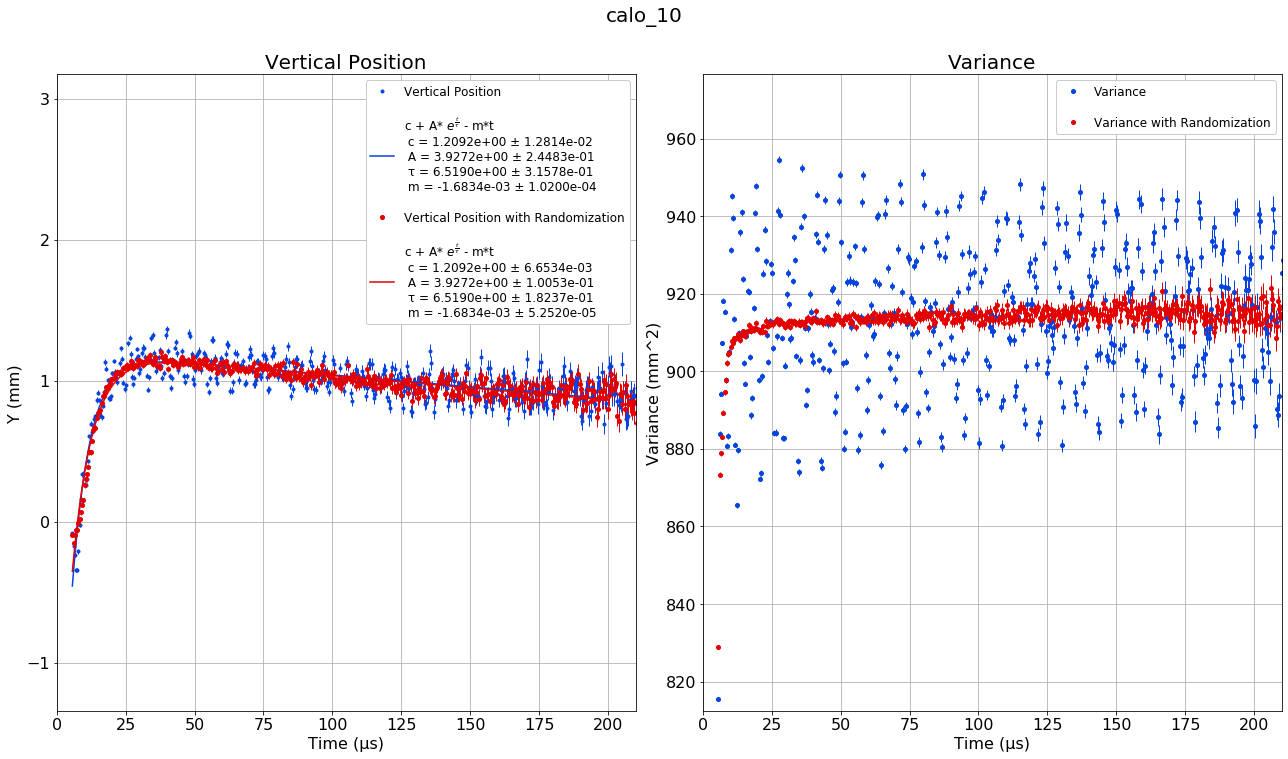 calo_10
Vertical Position
Vertical Position
c + A* e^{t/τ} - m*t
c = 1.2092e+00 ± 1.2814e-02
A = 3.9272e+00 ± 2.4483e-01
τ = 6.5190e+00 ± 3.1578e-01
m = -1.6834e-03 ± 1.0200e-04
Vertical Position with Randomization
c + A* e^{t/τ} - m*t
c = 1.2092e+00 ± 6.6534e-03
A = 3.9272e+00 ± 1.0053e-01
τ = 6.5190e+00 ± 1.8237e-01
m = -1.6834e-03 ± 5.2520e-05
Y (mm)
3
2
1
0
−1
0 25 50 75 100 125 150 175 200
Time (μs)
Variance
Variance
Variance with Randomization
Variance (mm^2)
960
940
920
900
880
860
840
820
0 25 50 75 100 125 150 175 200
Time (μs)